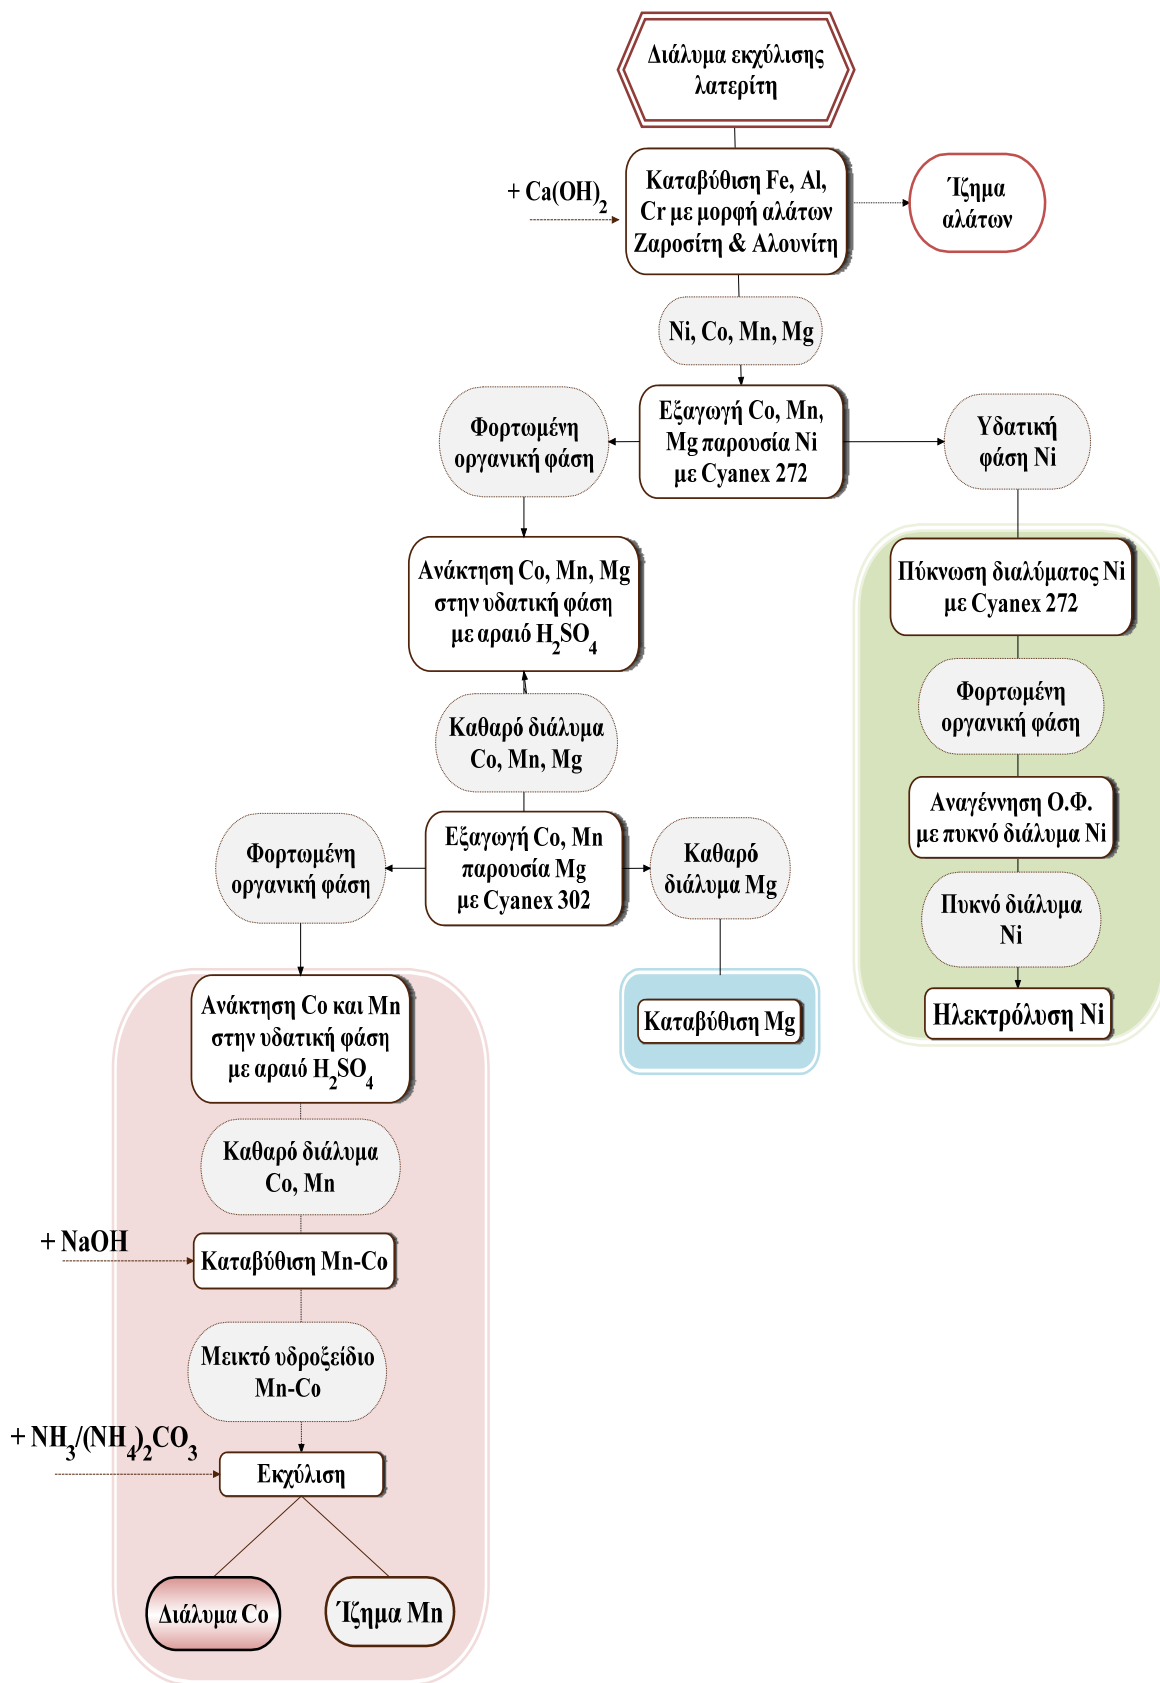 Διάλυμα εκχύλισης
λατερίτη
+ Ca(OH)2
Καταβύθιση Fe, Al,
Cr με μορφή αλάτων
Ζαροσίτη & Αλουνίτη
Ίζημα
αλάτων
Ni, Co, Mn, Mg
Φορτωμένη
οργανική φάση
Εξαγωγή Co, Mn,
Mg παρουσία Ni
με Cyanex 272
Υδατική
φάση Ni
Ανάκτηση Co, Mn, Mg
στην υδατική φάση
με αραιό H2SO4
Πύκνωση διαλύματος Ni
με Cyanex 272
Καθαρό διάλυμα
Co, Mn, Mg
Φορτωμένη
οργανική φάση
Αναγέννηση Ο.Φ.
με πυκνό διάλυμα Ni
Φορτωμένη
οργανική φάση
Εξαγωγή Co, Mn
παρουσία Mg
με Cyanex 302
Καθαρό
διάλυμα Mg
Πυκνό διάλυμα
Ni
Ανάκτηση Co και Mn
στην υδατική φάση
με αραιό H2SO4
Καταβύθιση Mg
Ηλεκτρόλυση Ni
Καθαρό διάλυμα
Co, Mn
+ NaOH
Καταβύθιση Mn-Co
Μεικτό υδροξείδιο
Mn-Co
+ NH3/(NH4)2CO3
Εκχύλιση
Διάλυμα Co
Ίζημα Mn